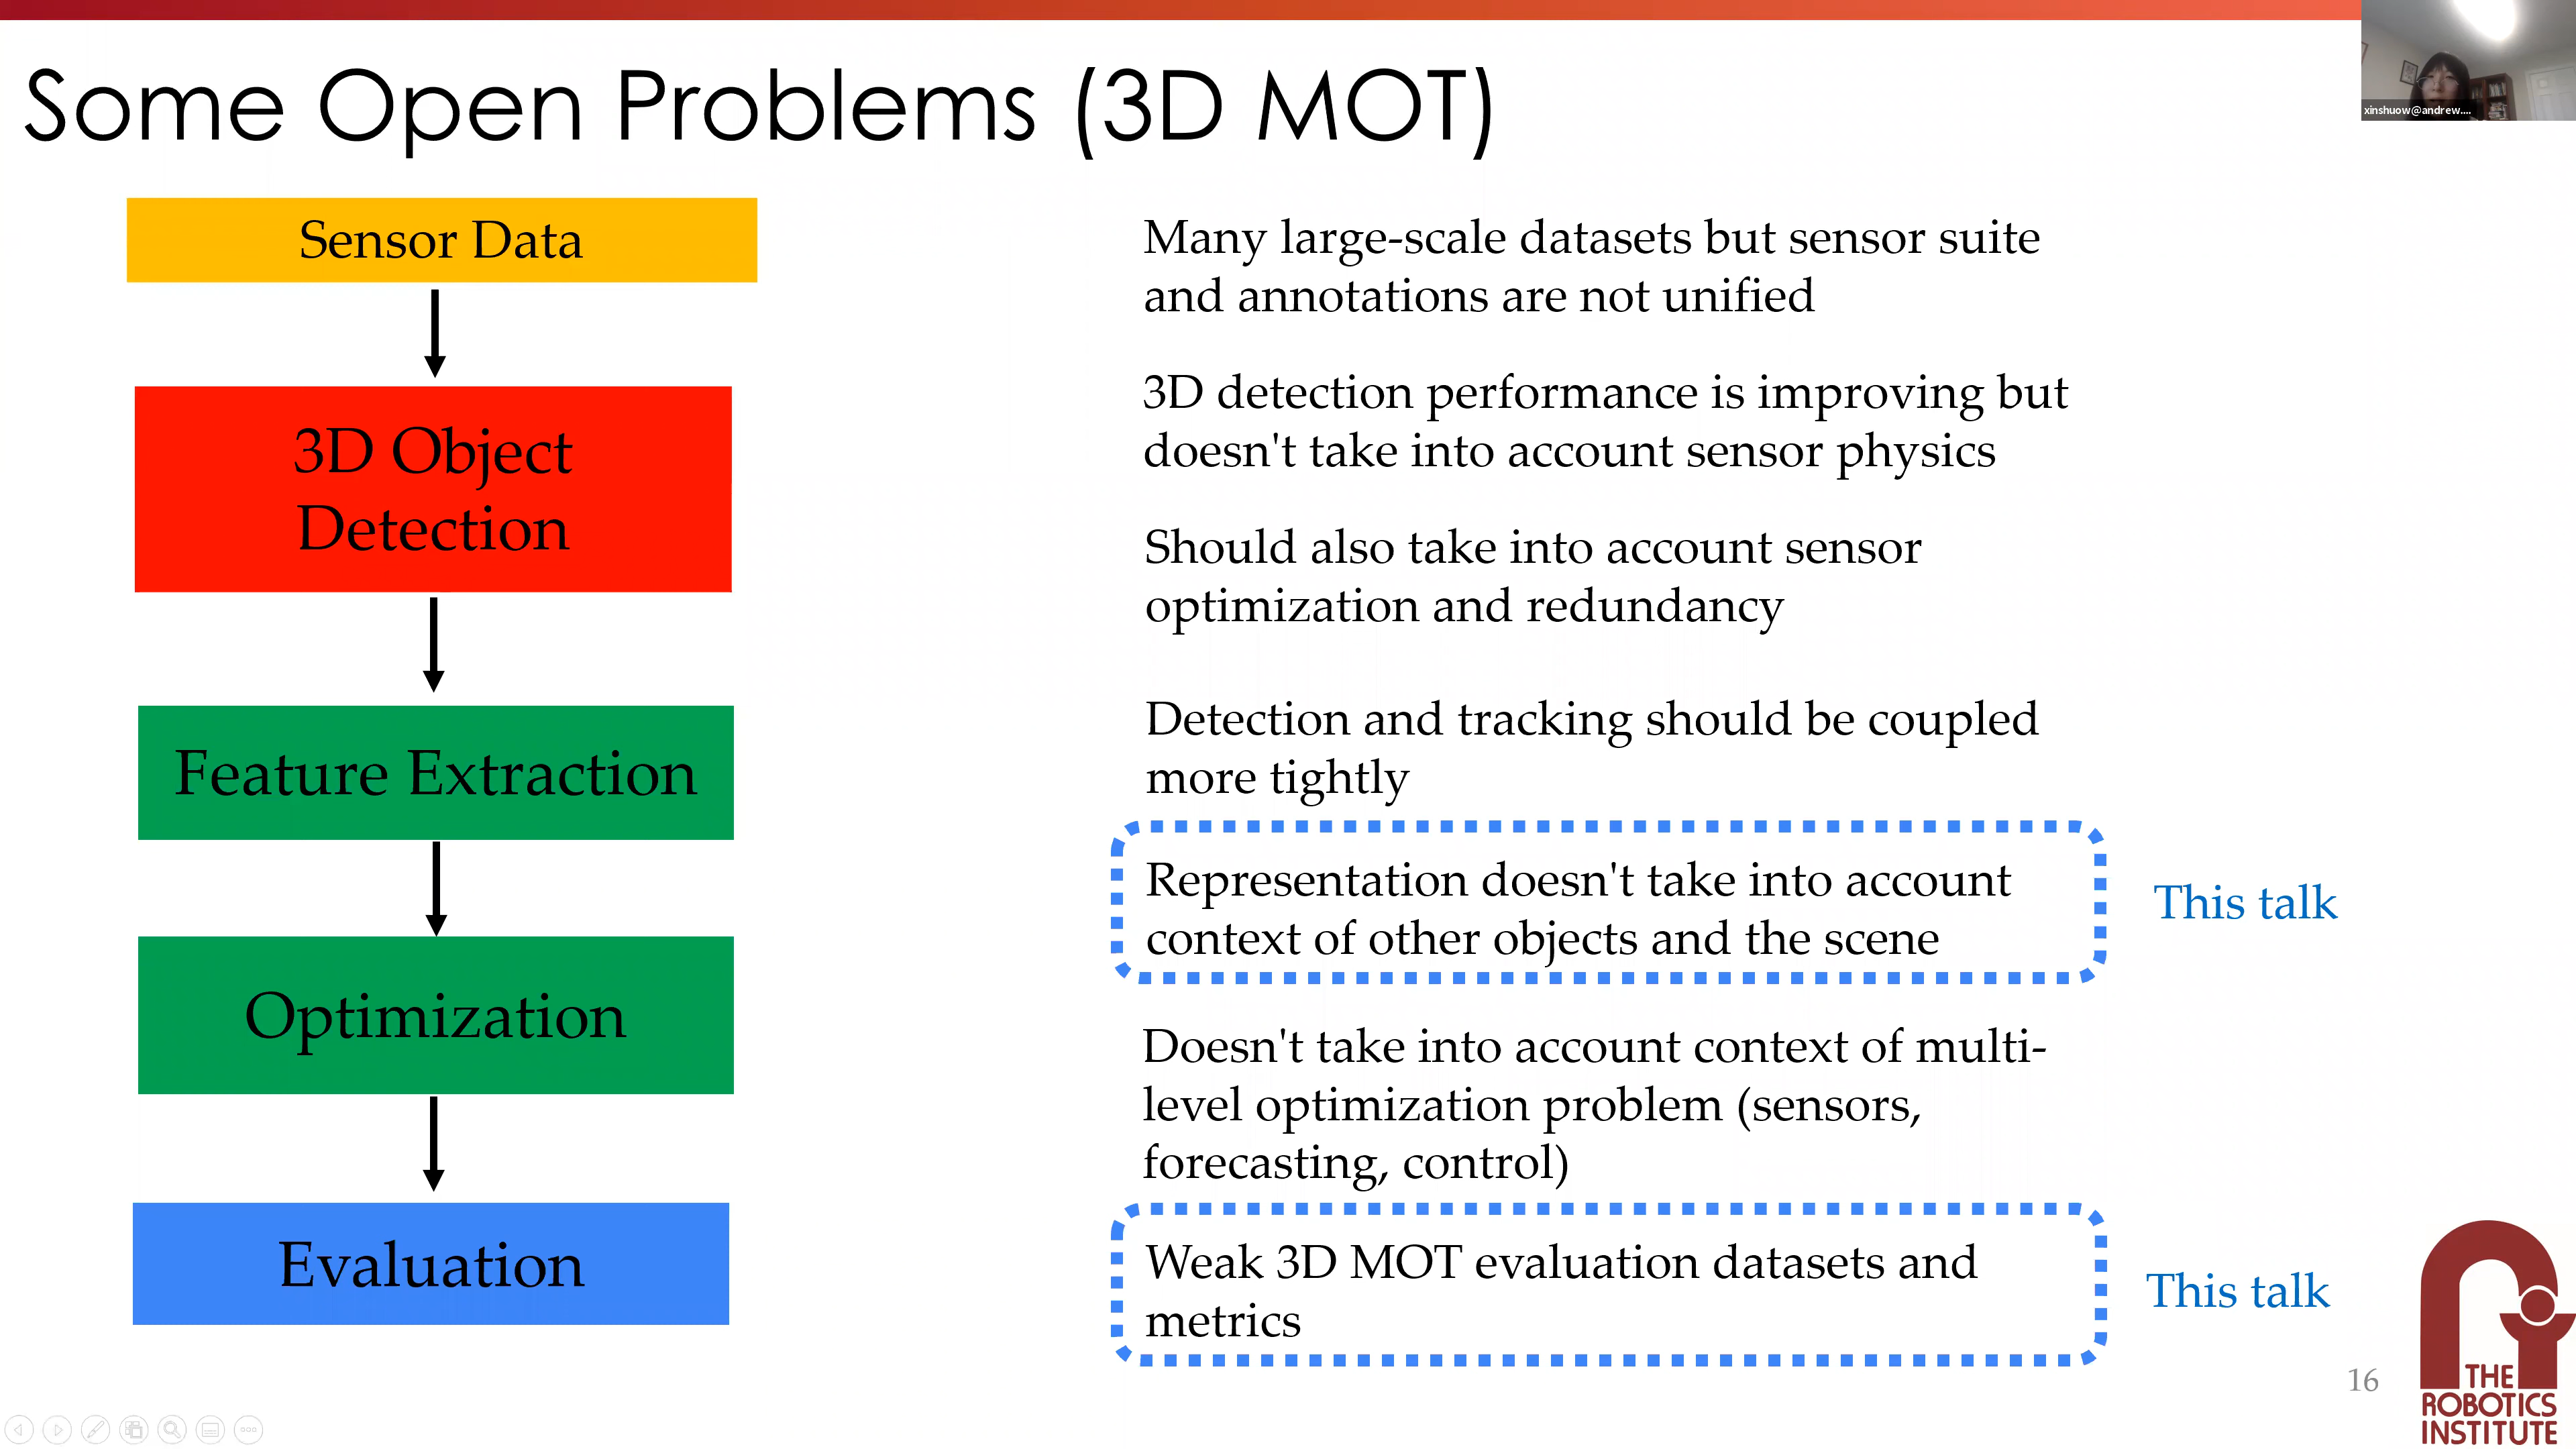 Some Open Problems (3D MOT)
xinshuow@andrew....
Sensor Data
3D Object
Detection
Feature Extraction
Optimization
Evaluation
Many large-scale datasets but sensor suite
and annotations are not unified
3D detection performance is improving but
doesn't take into account sensor physics
Should also take into account sensor
optimization and redundancy
Detection and tracking should be coupled
more tightly
Representation doesn't take into account
context of other objects and the scene
This talk
Doesn't take into account context of multi-
level optimization problem (sensors,
forecasting, control)
Weak 3D MOT evaluation datasets and
metrics
This talk
16
THE
ROBOTICS
INSTITUTE